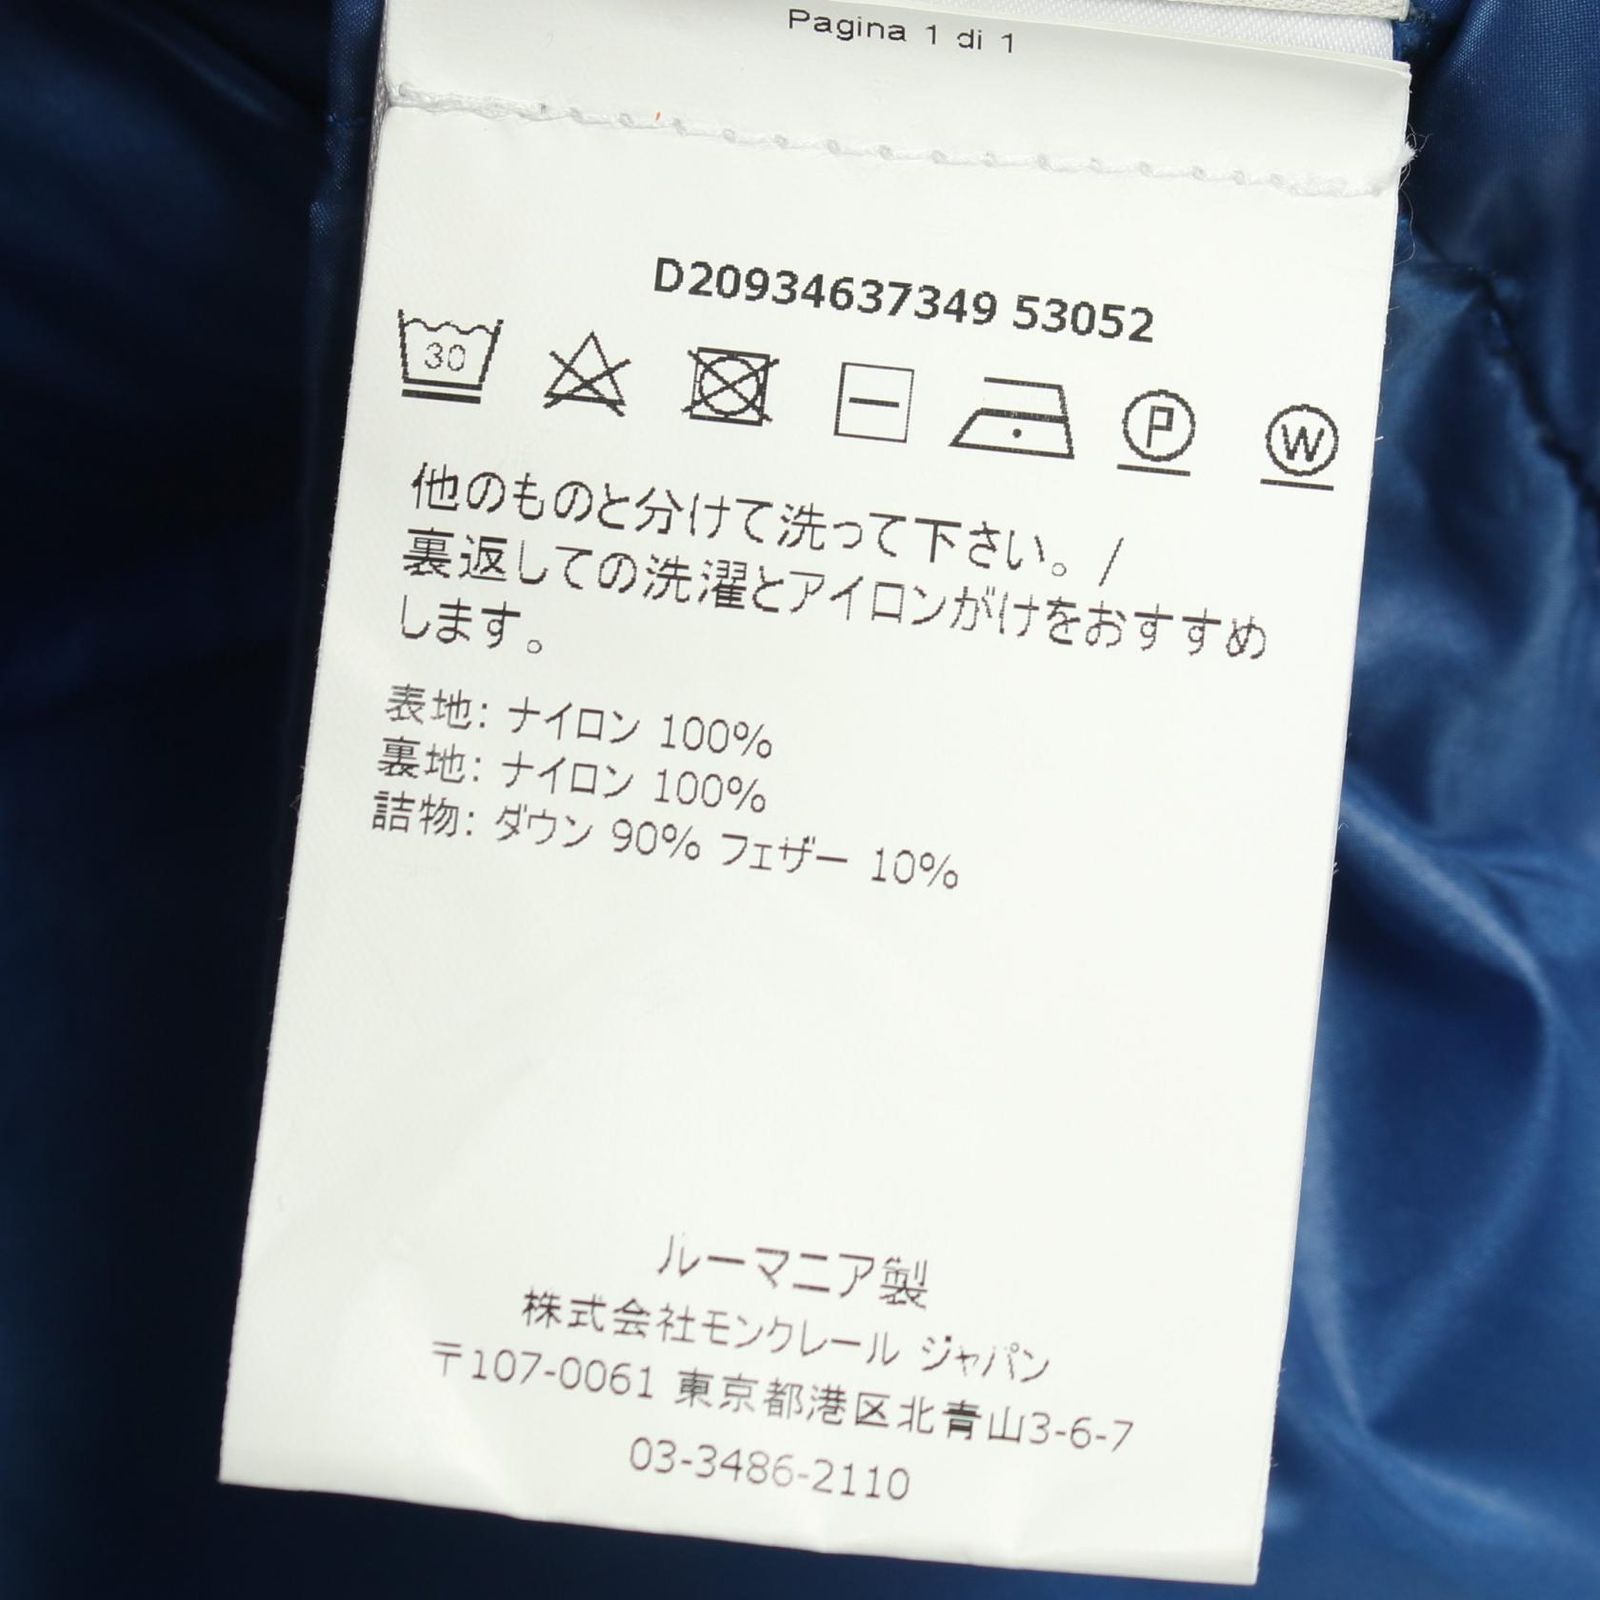 Pagina 1 di 1
D20934637349 53052
30
P
W
他のものと分けて洗って下さい。/
裏返しての洗濯とアイロンがけをおすすめ
します。
表地: ナイロン 100%
裏地: ナイロン 100%
詰物: ダウン 90% フェザー 10%
ルーマニア製
株式会社モンクレール ジャパン
〒107-0061 東京都港区北青山3-6-7
03-3486-2110